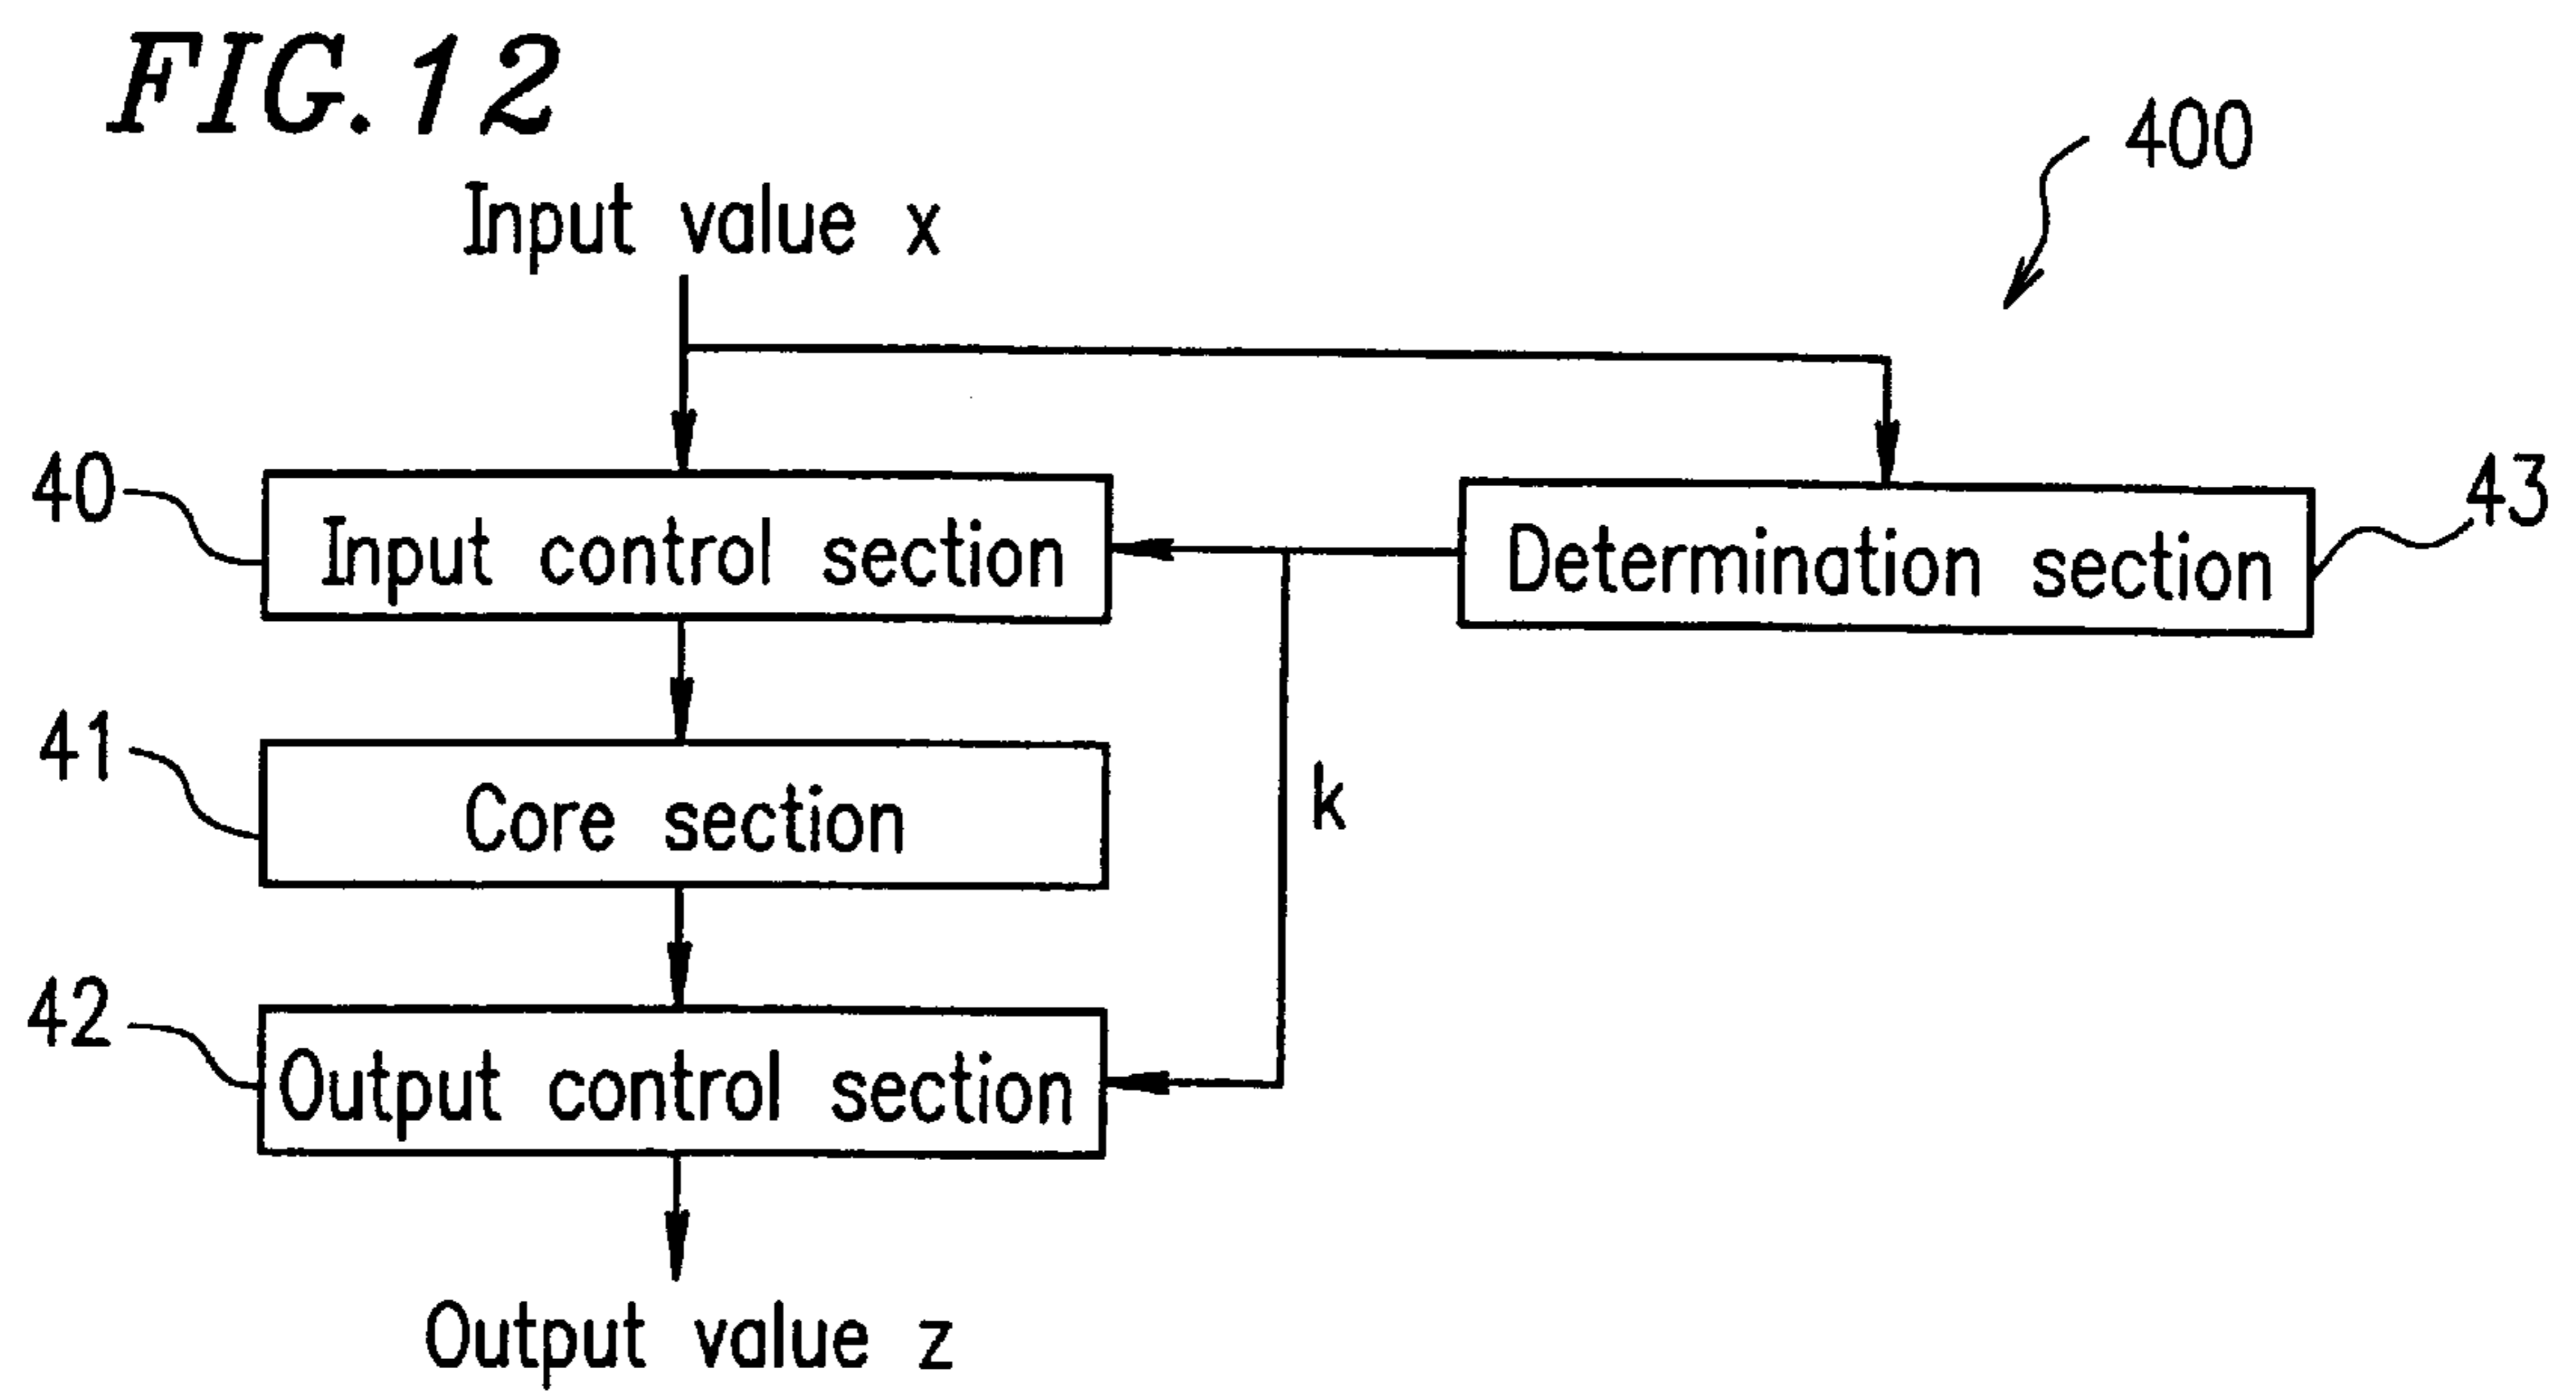 FIG.12
400
Input value x
40
Input control section
Determination section
43
41
Core section
k
42
Output control section
Output value z